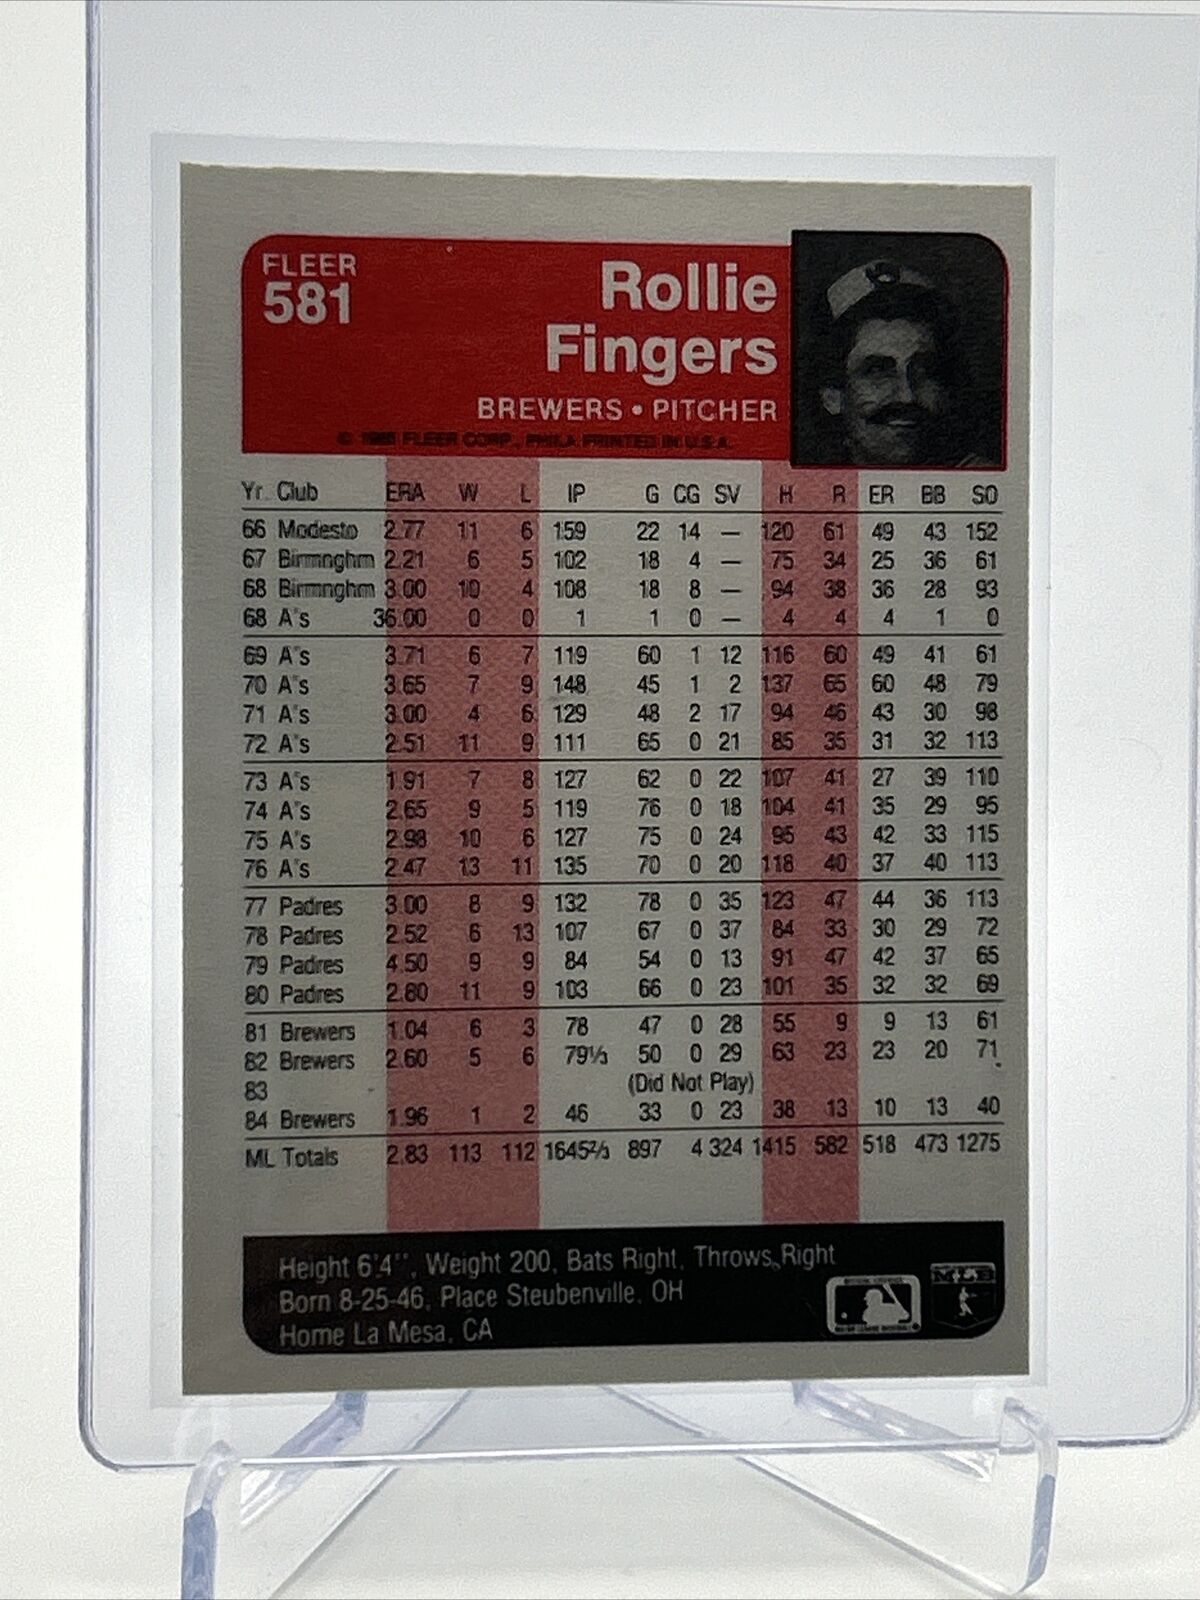 FLEER
581
Rollie
Fingers
BREWERS • PITCHER
© 1985 FLEER CORP., PHILA PRINTED IN U.S.A.
Yr. Club ERA W L IP G CG SV H R ER BB SO
66 Modesto 2.77 11 6 159 22 14 — 120 61 49 43 152
67 Birmnghm 2.21 6 5 102 18 4 — 75 34 25 36 61
68 Birmnghm 3.00 10 4 108 18 8 — 94 38 36 28 93
68 A's 36.00 0 0 1 1 0 — 4 4 4 1 0
69 A's 3.71 6 7 119 60 1 12 116 60 49 41 61
70 A's 3.65 7 9 148 45 1 2 137 65 60 48 79
71 A's 3.00 4 6 129 48 2 17 94 46 43 30 98
72 A's 2.51 11 9 111 65 0 21 85 35 31 32 113
73 A's 1.91 7 8 127 62 0 22 107 41 27 39 110
74 A's 2.65 9 5 119 76 0 18 104 41 35 29 95
75 A's 2.98 10 6 127 75 0 24 95 43 42 33 115
76 A's 2.47 13 11 135 70 0 20 118 40 37 40 113
77 Padres 3.00 8 9 132 78 0 35 123 47 44 36 113
78 Padres 2.52 6 13 107 67 0 37 84 33 30 29 72
79 Padres 4.50 9 9 84 54 0 13 91 47 42 37 65
80 Padres 2.80 11 9 103 66 0 23 101 35 32 32 69
81 Brewers 1.04 6 3 78 47 0 28 55 9 9 13 61
82 Brewers 2.60 5 6 79⅓ 50 0 29 63 23 23 20 71
83 (Did Not Play)
84 Brewers 1.96 1 2 46 33 0 23 38 13 10 13 40
ML Totals 2.83 113 112 1645⅔ 897 4 324 1415 582 518 473 1275
Height 6'4", Weight 200, Bats Right, Throws Right
Born 8-25-46, Place Steubenville, OH
Home La Mesa, CA